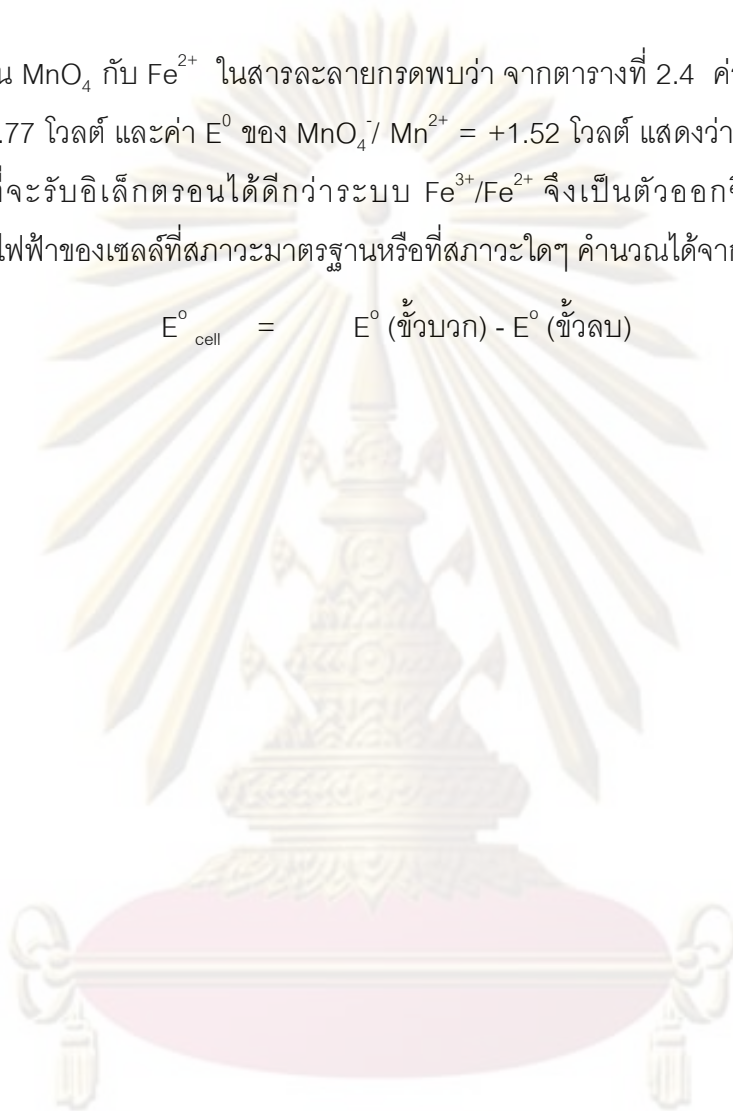 น MnO₄ กับ Fe²⁺ ในสารละลายกรดพบว่า จากตารางที่ 2.4 ค่
.77 โวลต์ และค่า E⁰ ของ MnO₄⁻/ Mn²⁺ = +1.52 โวลต์ แสดงว่า
ที่จะรับอิเล็กตรอนได้ดีกว่าระบบ Fe³⁺/Fe²⁺ จึงเป็นตัวออกซิ
ไฟฟ้าของเซลล์ที่สภาวะมาตรฐานหรือที่สภาวะใดๆ คำนวณได้จาก
E° cell = E° (ขั้วบวก) - E° (ขั้วลบ)